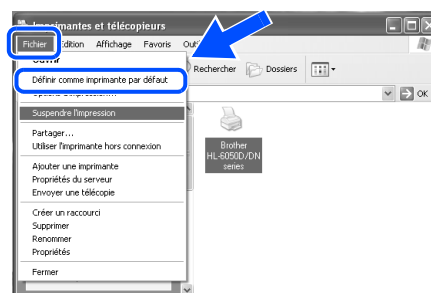 Imprimantes et télécopieurs
Fichier Edition Affichage Favoris
Rechercher Dossiers
OK
Ouvrir
Définir comme imprimante par défaut
Options d'impression...
Suspendre l'impression
Partager...
Utiliser l'imprimante hors connexion
Ajouter une imprimante
Propriétés du serveur
Envoyer une télécopie
Créer un raccourci
Supprimer
Renommer
Propriétés
Fermer
Brother
HL-6050D/DN
series